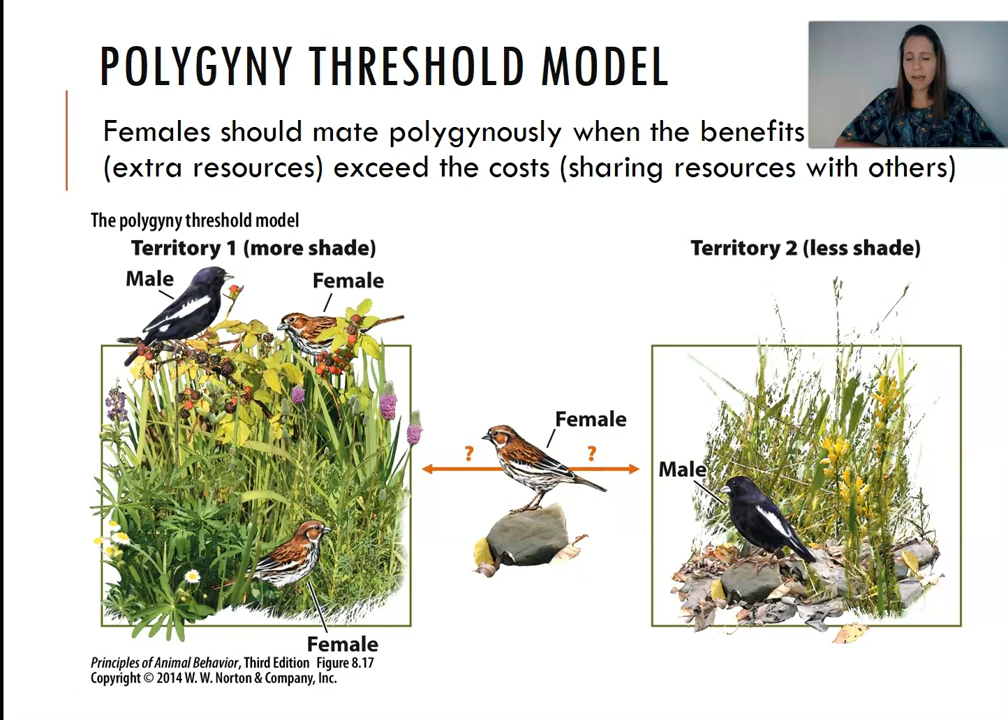 POLYGYNY THRESHOLD MODEL
Females should mate polygynously when the benefits
(extra resources) exceed the costs (sharing resources with others)
The polygyny threshold model
Territory 1 (more shade)
Territory 2 (less shade)
Male
Female
Female
? ?
Male
Female
Principles of Animal Behavior, Third Edition Figure 8.17
Copyright © 2014 W. W. Norton & Company, Inc.